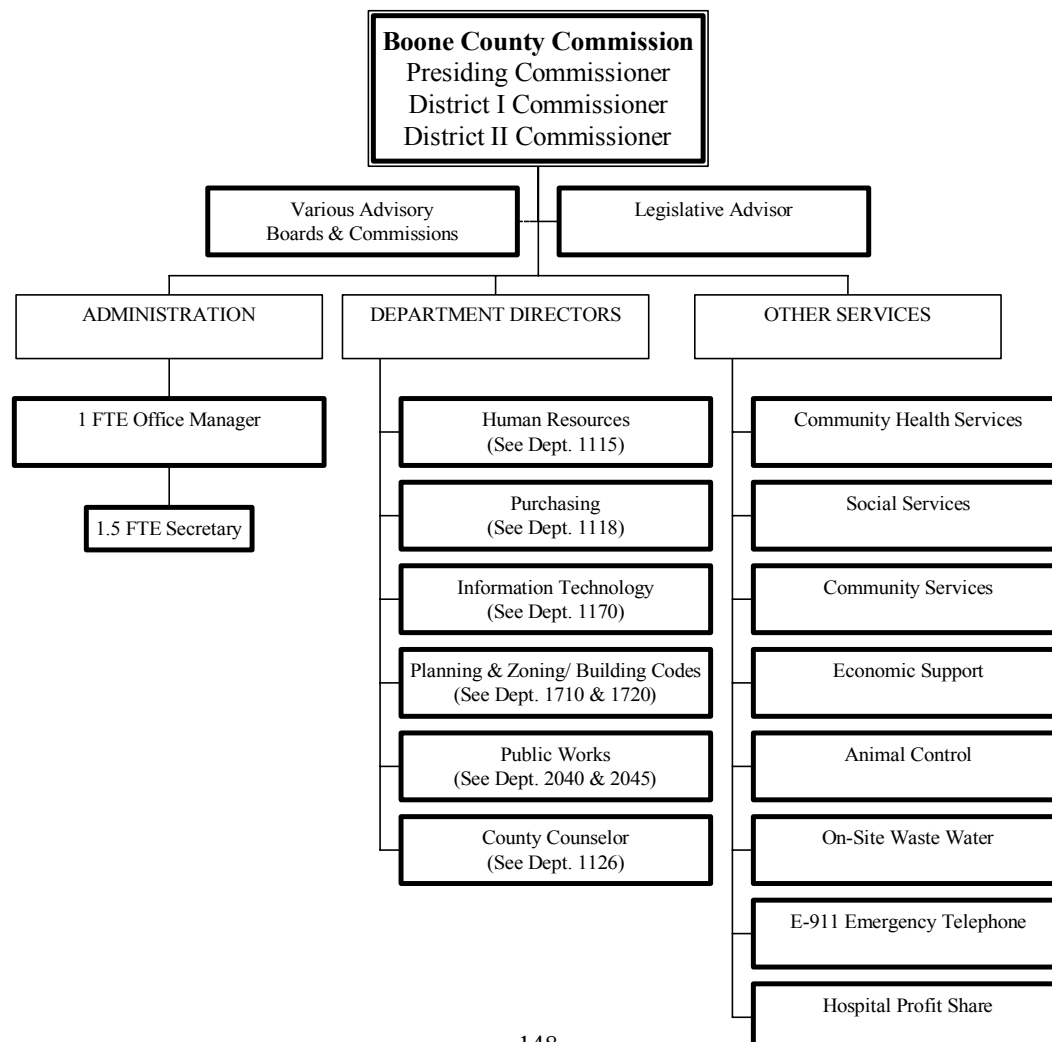 Boone County Commission
Presiding Commissioner
District I Commissioner
District II Commissioner
Various Advisory
Boards & Commissions
Legislative Advisor
ADMINISTRATION
DEPARTMENT DIRECTORS
OTHER SERVICES
1 FTE Office Manager
1.5 FTE Secretary
Human Resources
(See Dept. 1115)
Purchasing
(See Dept. 1118)
Information Technology
(See Dept. 1170)
Planning & Zoning/ Building Codes
(See Dept. 1710 & 1720)
Public Works
(See Dept. 2040 & 2045)
County Counselor
(See Dept. 1126)
Community Health Services
Social Services
Community Services
Economic Support
Animal Control
On-Site Waste Water
E-911 Emergency Telephone
Hospital Profit Share
148